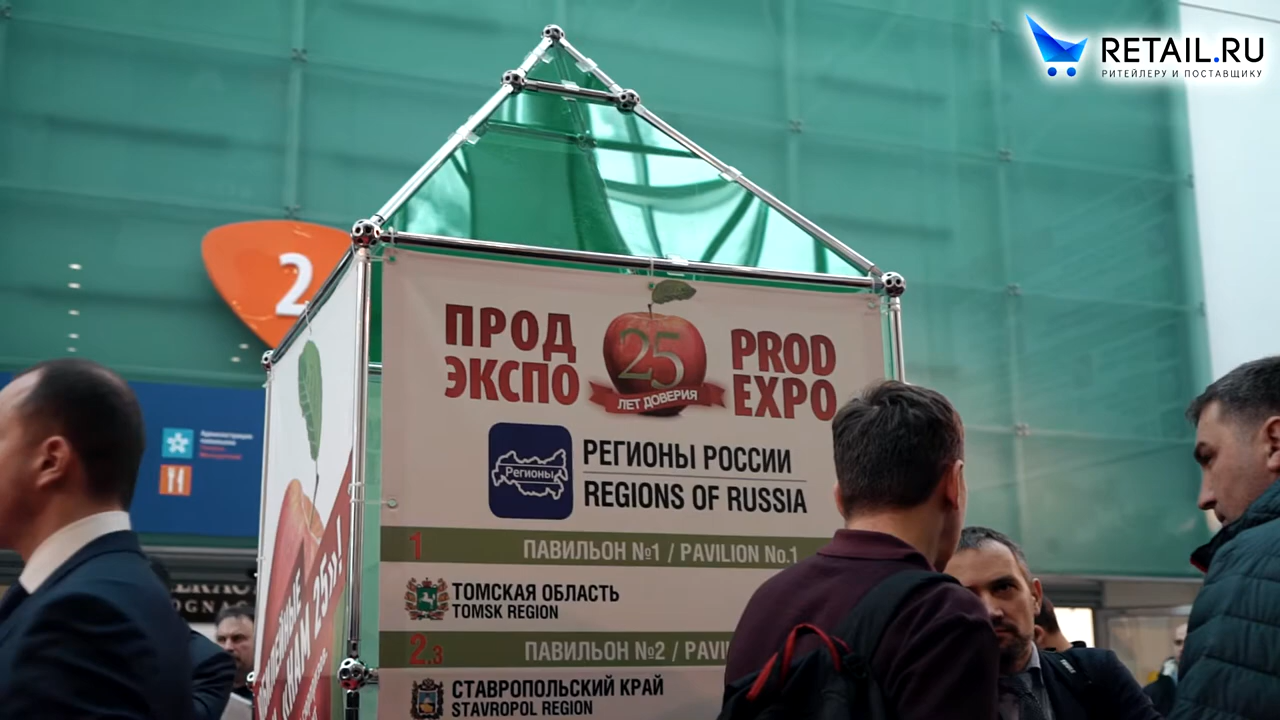 RETAIL.RU
РИТЕЙЛЕРУ И ПОСТАВЩИКУ
2
ПРОД
ЭКСПО
25
ЛЕТ ДОВЕРИЯ
PROD
EXPO
Регионы
РЕГИОНЫ РОССИИ
REGIONS OF RUSSIA
1 ПАВИЛЬОН №1 / PAVILION No.1
ТОМСКАЯ ОБЛАСТЬ
TOMSK REGION
2.3 ПАВИЛЬОН №2 /
СТАВРОПОЛЬСКИЙ КРАЙ
STAVROPOL REGION
25»!